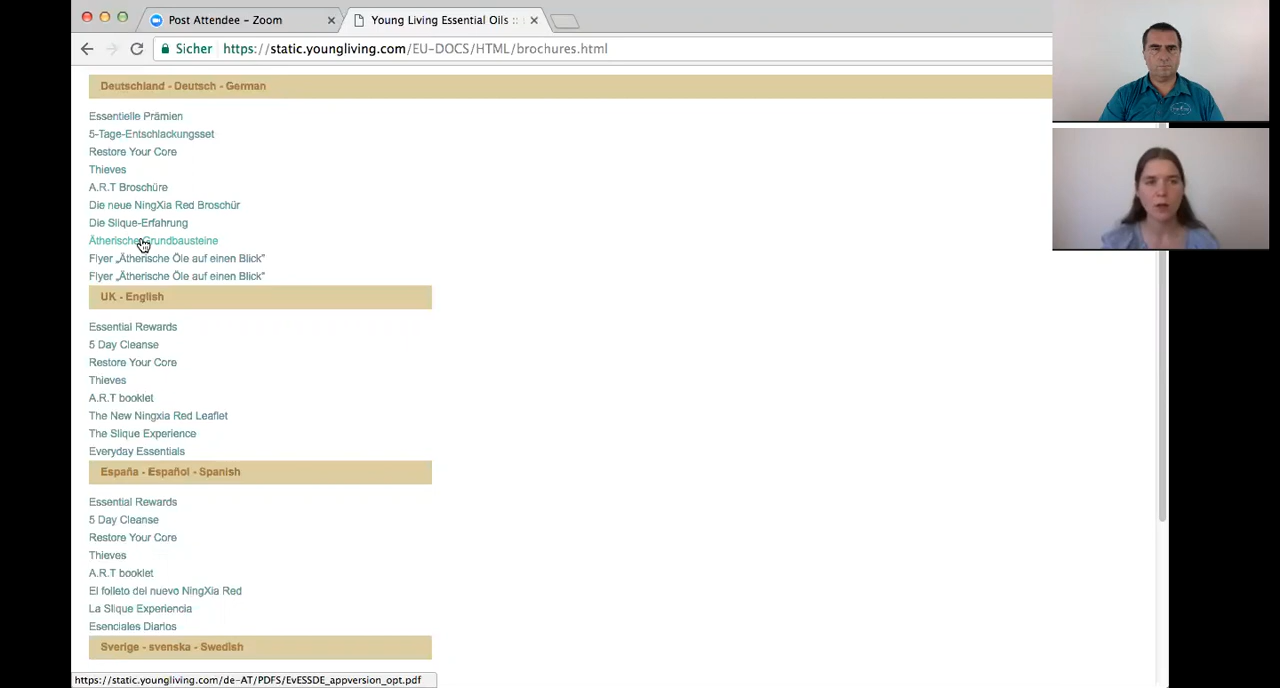 Post Attendee - Zoom
Young Living Essential Oils ::
Sicher https://static.youngliving.com/EU-DOCS/HTML/brochures.html
Deutschland - Deutsch - German
Essentielle Prämien
5-Tage-Entschlackungsset
Restore Your Core
Thieves
A.R.T Broschüre
Die neue NingXia Red Broschür
Die Slique-Erfahrung
Ätherische Grundbausteine
Flyer „Ätherische Öle auf einen Blick"
Flyer „Ätherische Öle auf einen Blick"
UK - English
Essential Rewards
5 Day Cleanse
Restore Your Core
Thieves
A.R.T booklet
The New Ningxia Red Leaflet
The Slique Experience
Everyday Essentials
España - Español - Spanish
Essential Rewards
5 Day Cleanse
Restore Your Core
Thieves
A.R.T booklet
El folleto del nuevo NingXia Red
La Slique Experiencia
Esenciales Diarios
Sverige - svenska - Swedish
https://static.youngliving.com/de-AT/PDFS/EvESSDE_appversion_opt.pdf